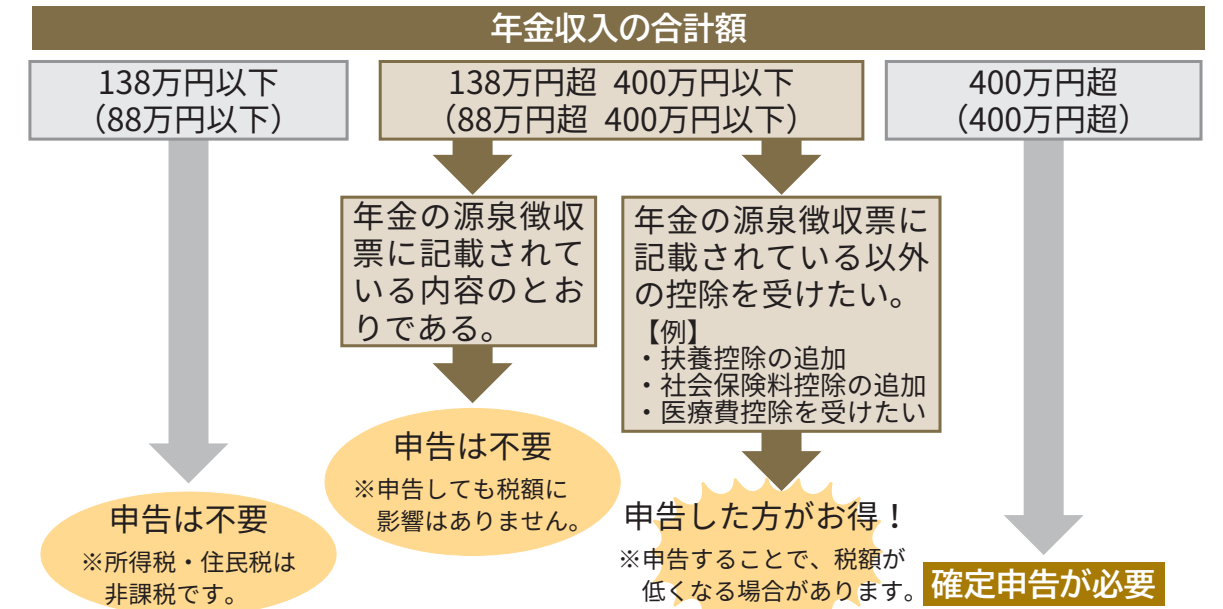 年金収入の合計額
138万円以下
（88万円以下）
138万円超 400万円以下
（88万円超 400万円以下）
400万円超
（400万円超）
年金の源泉徴収
票に記載されて
いる内容のとお
りである。
年金の源泉徴収票に
記載されている以外
の控除を受けたい。
【例】
・扶養控除の追加
・社会保険料控除の追加
・医療費控除を受けたい
申告は不要
※所得税・住民税は
非課税です。
申告は不要
※申告しても税額に
影響はありません。
申告した方がお得！
※申告することで、税額が
低くなる場合があります。
確定申告が必要